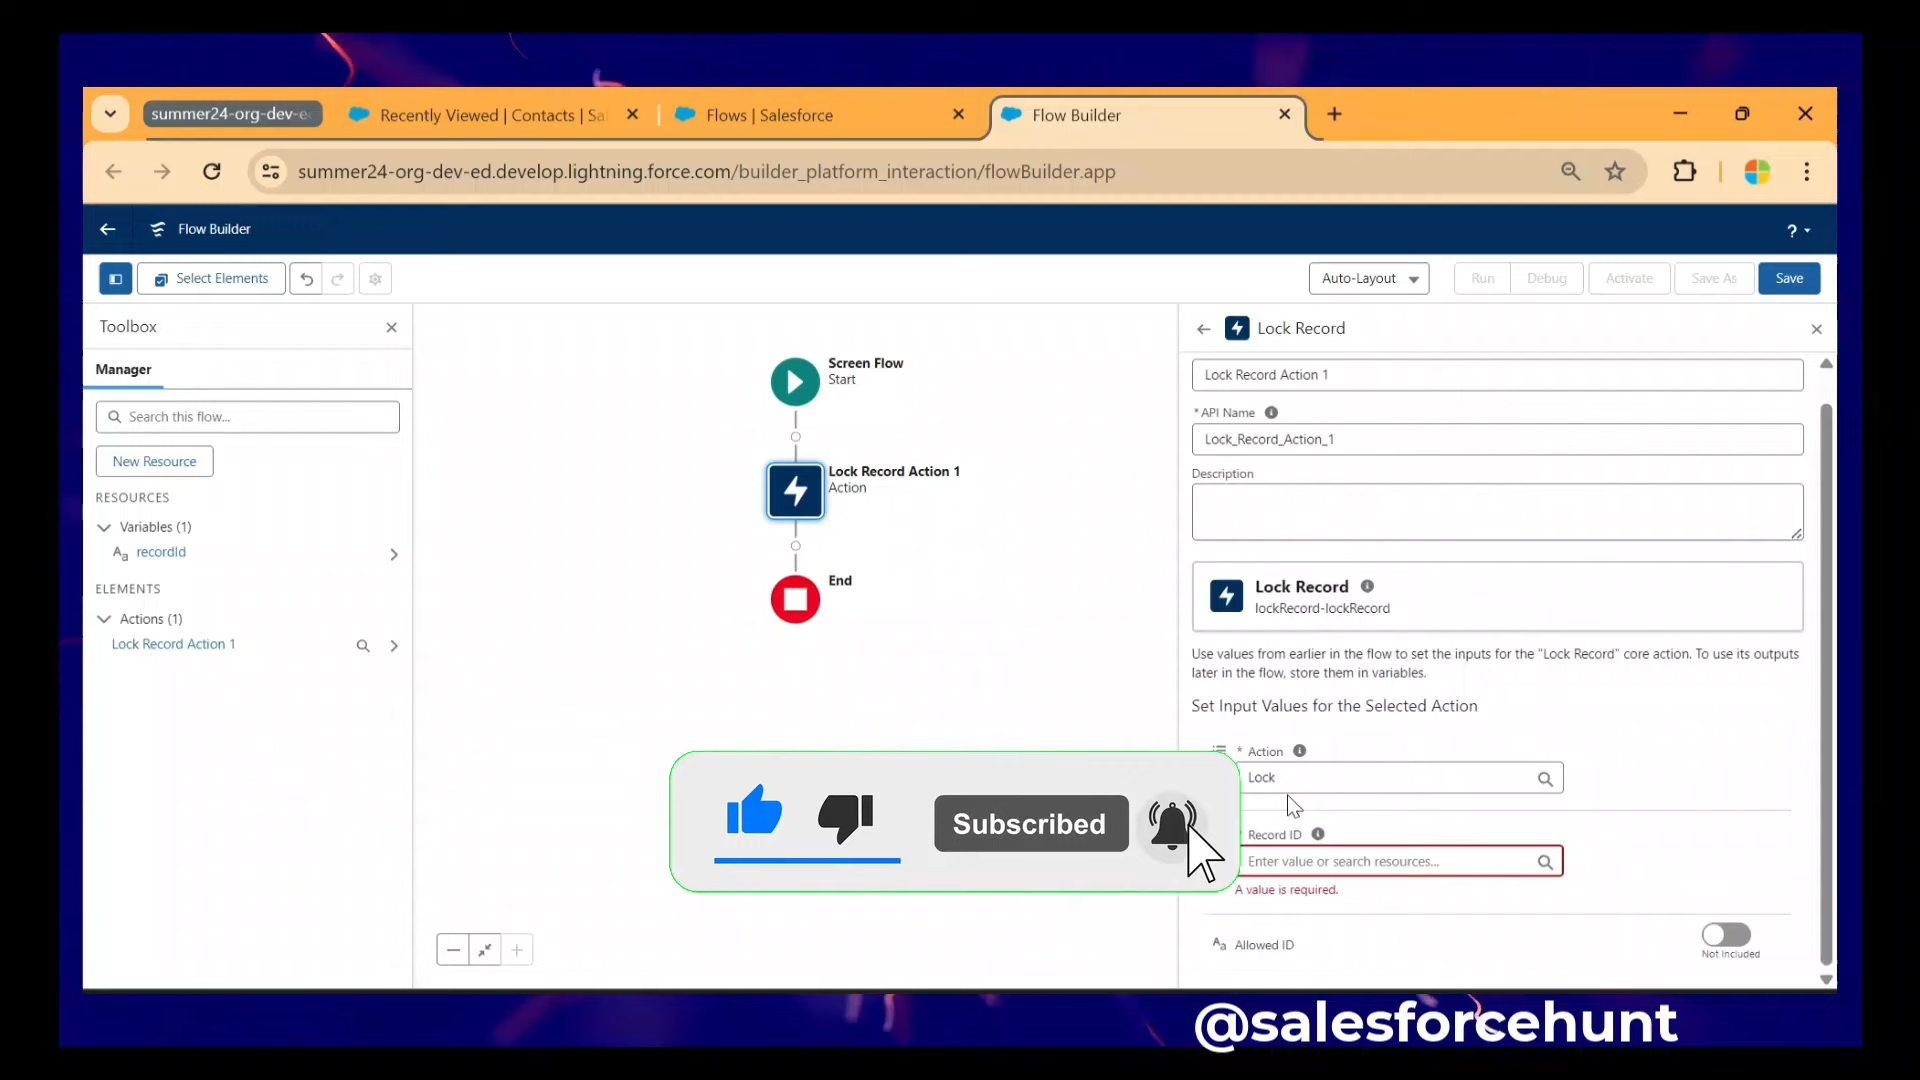 summer24-org-dev-e
Recently Viewed | Contacts | Sa
Flows | Salesforce
Flow Builder
summer24-org-dev-ed.develop.lightning.force.com/builder_platform_interaction/flowBuilder.app
Flow Builder
?
Select Elements
Auto-Layout
Run
Debug
Activate
Save As
Save
Toolbox
Manager
Search this flow...
New Resource
RESOURCES
Variables (1)
Aa recordId
ELEMENTS
Actions (1)
Lock Record Action 1
Screen Flow
Start
Lock Record Action 1
Action
End
Lock Record
Lock Record Action 1
* API Name
Lock_Record_Action_1
Description
Lock Record
lockRecord-lockRecord
Use values from earlier in the flow to set the inputs for the "Lock Record" core action. To use its outputs
later in the flow, store them in variables.
Set Input Values for the Selected Action
* Action
Lock
Record ID
Enter value or search resources...
A value is required.
Aa Allowed ID
Not Included
Subscribed
@salesforcehunt